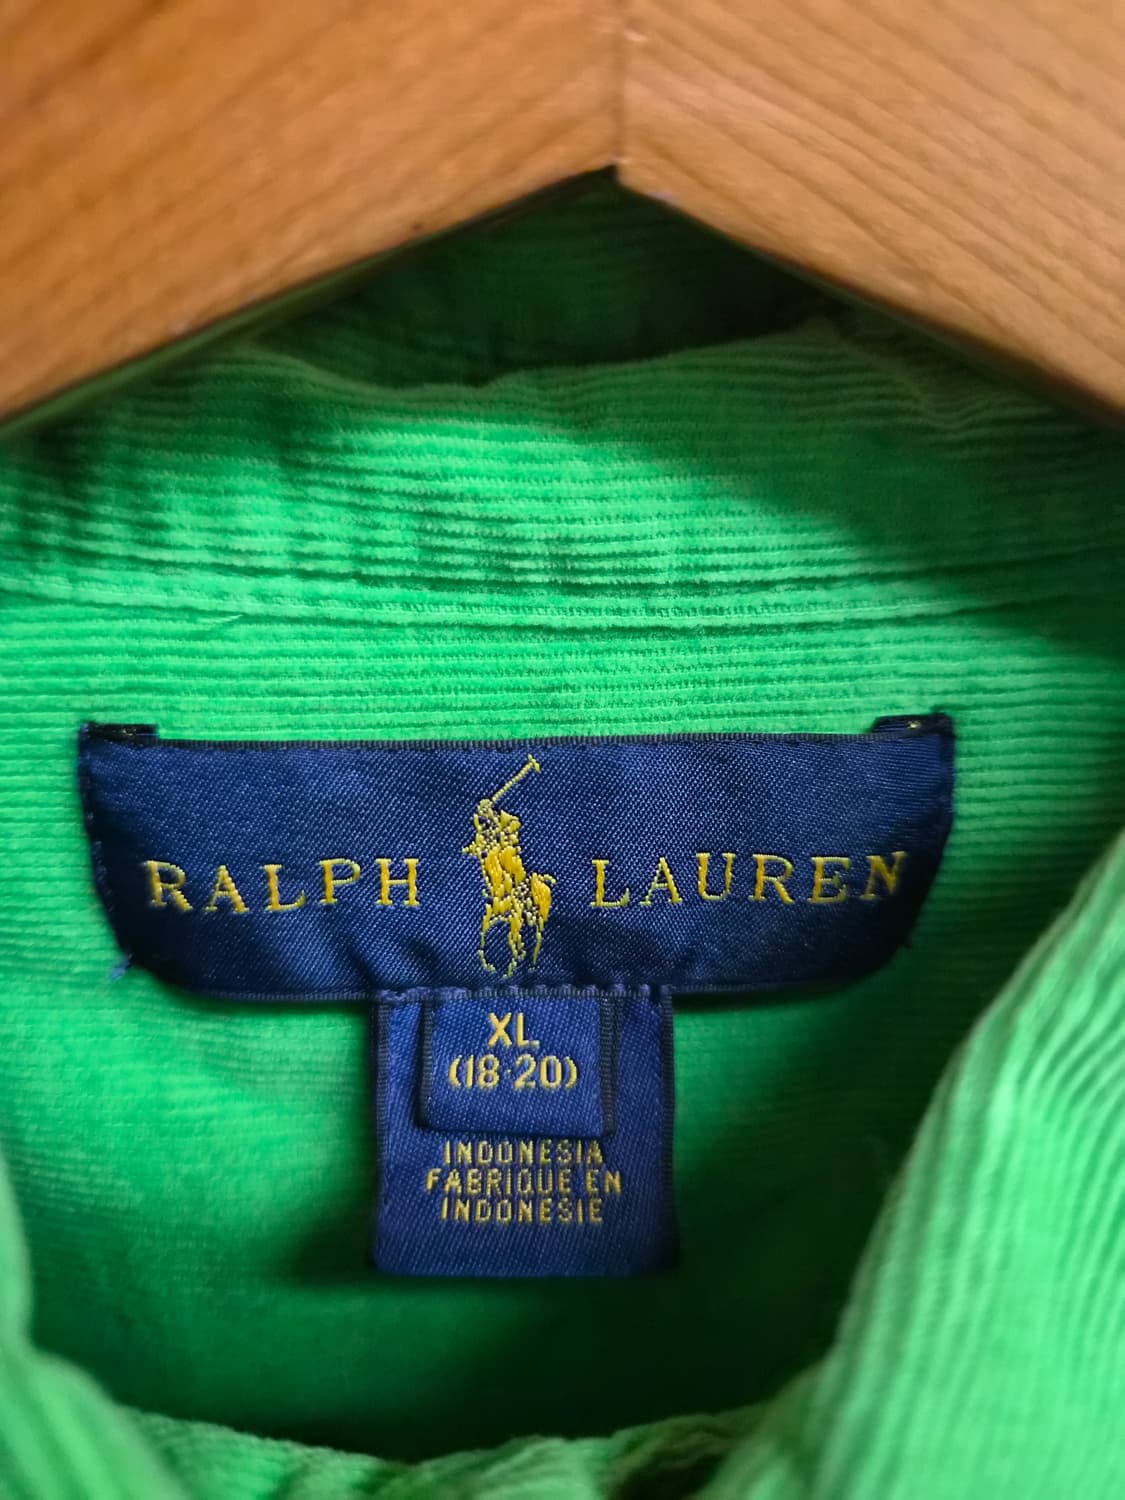 RALPH LAUREN
XL
(18-20)
INDONESIA
FABRIQUE EN
INDONESIE